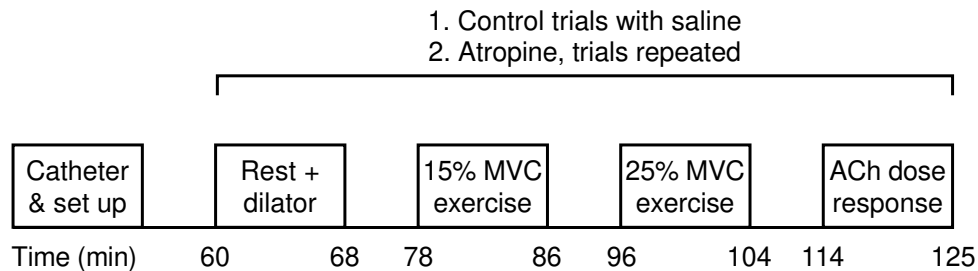 1. Control trials with saline
2. Atropine, trials repeated
Catheter
& set up
Rest +
dilator
15% MVC
exercise
25% MVC
exercise
ACh dose
response
Time (min) 60 68 78 86 96 104 114 125